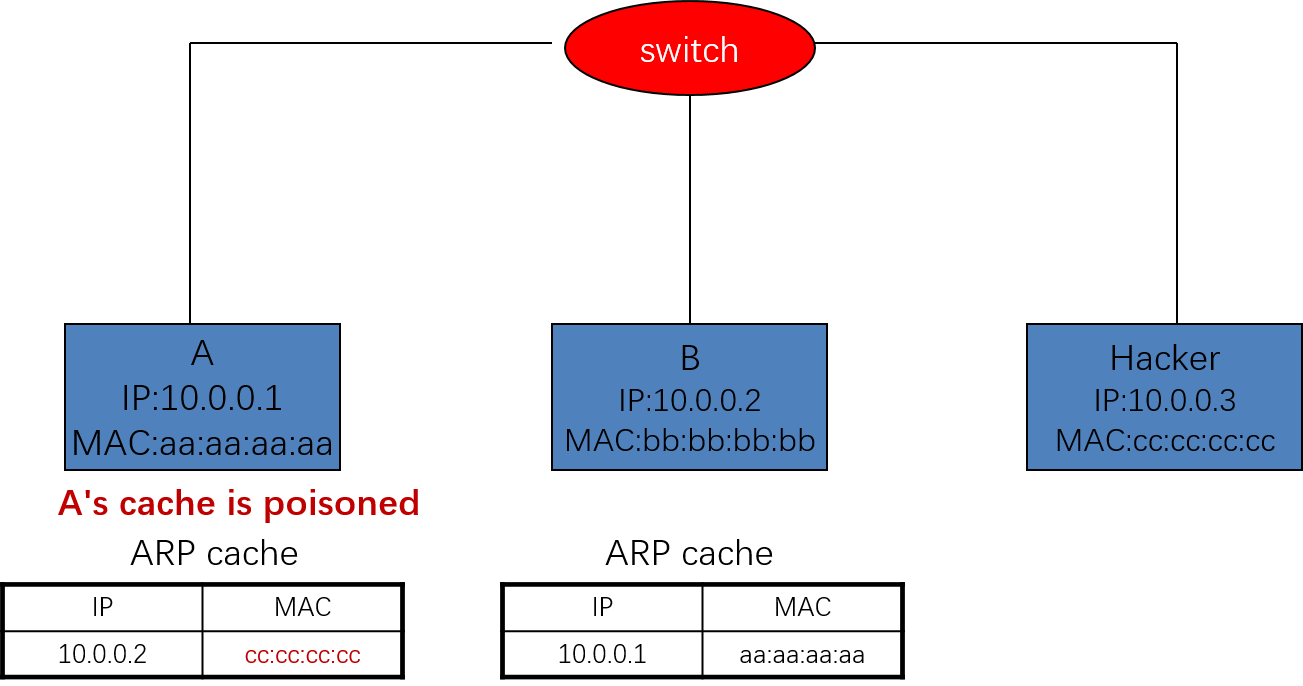 switch
A
IP:10.0.0.1
MAC:aa:aa:aa:aa
B
IP:10.0.0.2
MAC:bb:bb:bb:bb
Hacker
IP:10.0.0.3
MAC:cc:cc:cc:cc
A's cache is poisoned
ARP cache
IP MAC
10.0.0.2 cc:cc:cc:cc
ARP cache
IP MAC
10.0.0.1 aa:aa:aa:aa